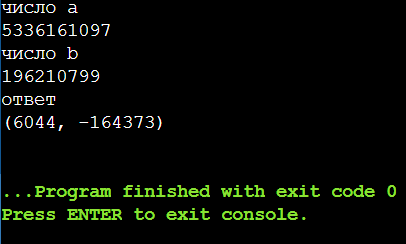 число a
5336161097
число b
196210799
ответ
(6044, -164373)
...Program finished with exit code 0
Press ENTER to exit console.